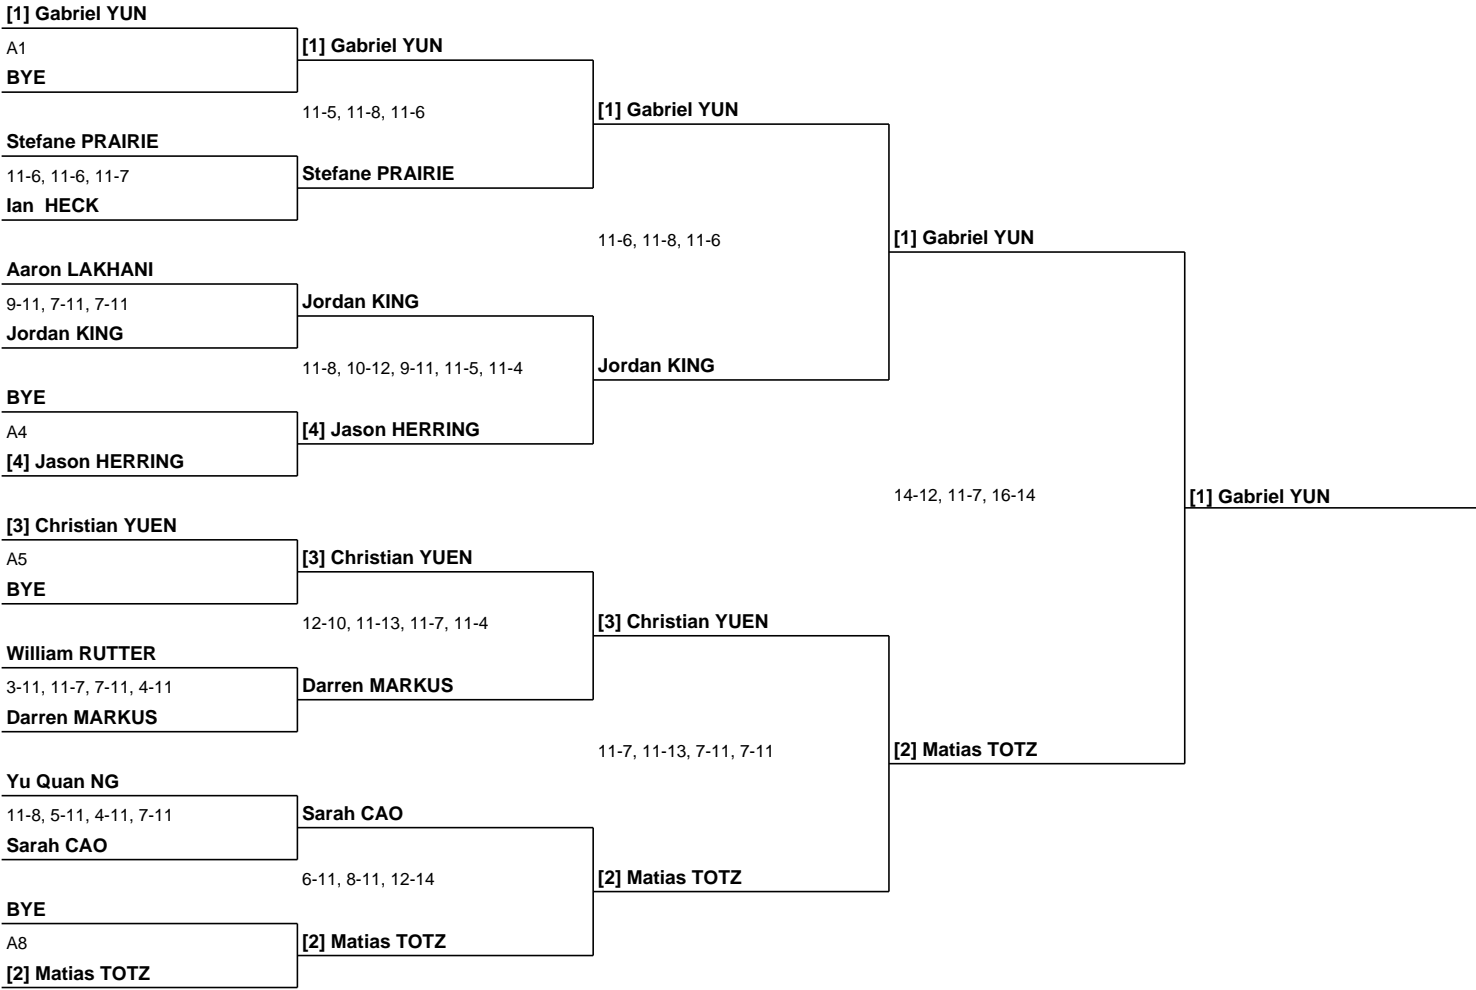 [1] Gabriel YUN
A1
BYE
Stefane PRAIRIE
11-6, 11-6, 11-7
Ian  HECK
Aaron LAKHANI
9-11, 7-11, 7-11
Jordan KING
BYE
A4
[4] Jason HERRING
[3] Christian YUEN
A5
BYE
William RUTTER
3-11, 11-7, 7-11, 4-11
Darren MARKUS
Yu Quan NG
11-8, 5-11, 4-11, 7-11
Sarah CAO
BYE
A8
[2] Matias TOTZ
[1] Gabriel YUN
11-5, 11-8, 11-6
Stefane PRAIRIE
Jordan KING
11-8, 10-12, 9-11, 11-5, 11-4
[4] Jason HERRING
[3] Christian YUEN
12-10, 11-13, 11-7, 11-4
Darren MARKUS
Sarah CAO
6-11, 8-11, 12-14
[2] Matias TOTZ
[1] Gabriel YUN
11-6, 11-8, 11-6
Jordan KING
[3] Christian YUEN
11-7, 11-13, 7-11, 7-11
[2] Matias TOTZ
[1] Gabriel YUN
14-12, 11-7, 16-14
[2] Matias TOTZ
[1] Gabriel YUN